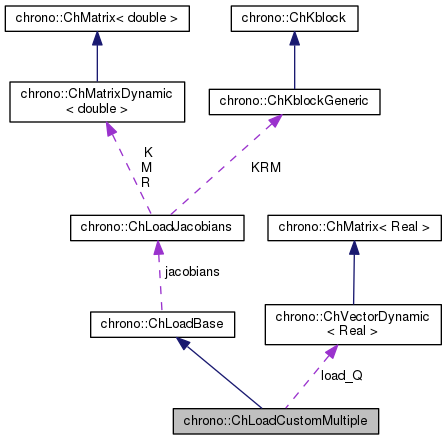 chrono::ChMatrix< double >
chrono::ChKblock
chrono::ChMatrixDynamic
< double >
chrono::ChKblockGeneric
K
M
R
KRM
chrono::ChLoadJacobians
chrono::ChMatrix< Real >
jacobians
chrono::ChLoadBase
chrono::ChVectorDynamic
< Real >
load_Q
chrono::ChLoadCustomMultiple